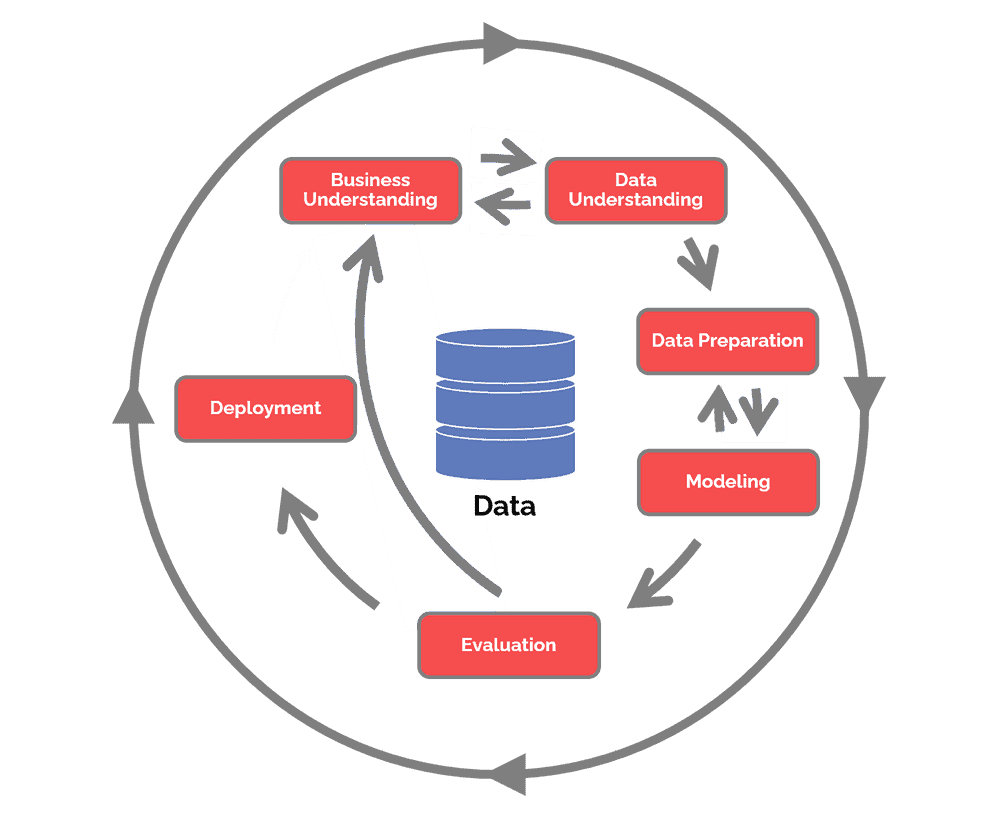 Business
Understanding
Data
Understanding
Data Preparation
Deployment
Modeling
Data
Evaluation